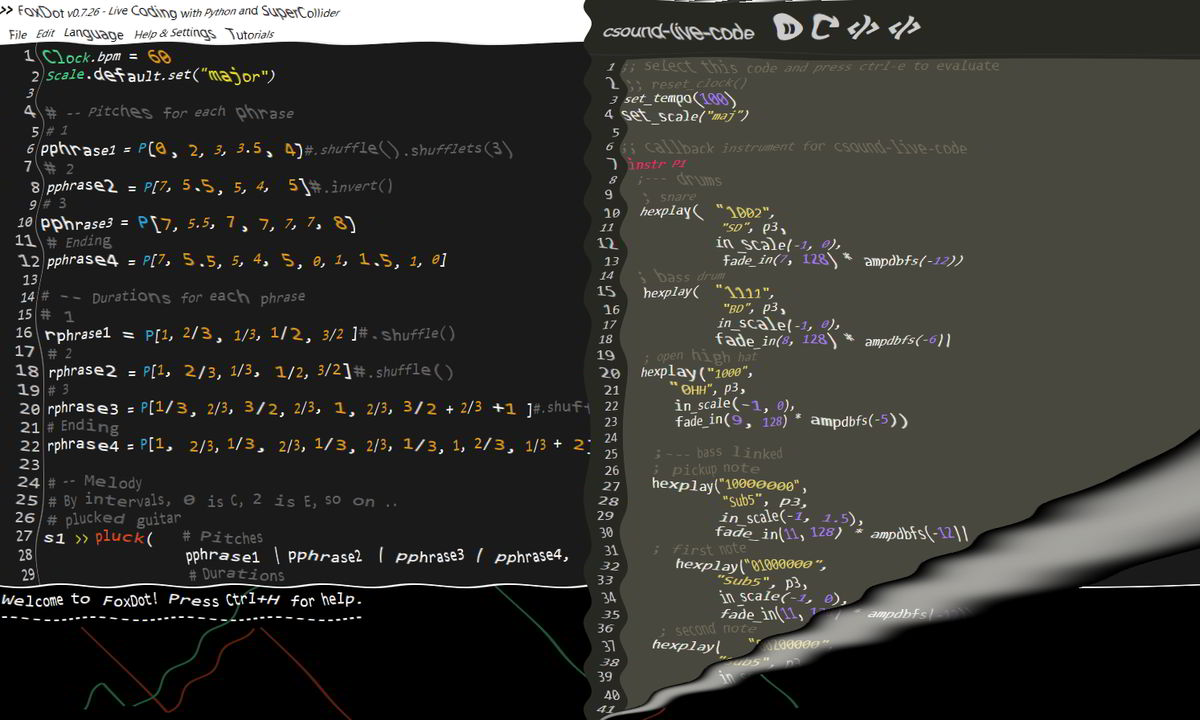 >> FoxDot v0.7.26 - Live Coding with Python and SuperCollider
File Edit Language Help & Settings Tutorials
1 Clock.bpm = 60
2 Scale.default.set("major")
3
4 # -- Pitches for each phrase
5 # 1
6 pphrase1 = P[0, 2, 3, 3.5, 4]#.shuffle().shufflets(3)
7 # 2
8 pphrase2 = P[7, 5.5, 5, 4, 5]#.invert()
9 # 3
10 pphrase3 = P[7, 5.5, 7, 7, 7, 7, 8]
11 # Ending
12 pphrase4 = P[7, 5.5, 5, 4, 5, 0, 1, 1.5, 1, 0]
13
14 # -- Durations for each phrase
15 # 1
16 rphrase1 = P[1, 2/3, 1/3, 1/2, 3/2 ]#.shuffle()
17 # 2
18 rphrase2 = P[1, 2/3, 1/3, 1/2, 3/2]#.shuffle()
19 # 3
20 rphrase3 = P[1/3, 2/3, 3/2, 2/3, 1, 2/3, 3/2 + 2/3 +1 ]#.shuf
21 # Ending
22 rphrase4 = P[1, 2/3, 1/3, 2/3, 1/3, 2/3, 1/3, 1, 2/3, 1/3 + 2
23
24 # -- Melody
25 # By intervals, 0 is C, 2 is E, so on ..
26 # plucked guitar
27 s1 >> pluck( # Pitches
28 pphrase1 | pphrase2 | pphrase3 | pphrase4,
29 # Durations
Welcome to FoxDot! Press Ctrl+H for help.
csound-live-code
1 ;; select this code and press ctrl-e to evaluate
2 ;; reset_clock()
3 set_tempo(100)
4 set_scale("maj")
5
6 ;; callback instrument for csound-live-code
7 instr P1
8 ;--- drums
9 ; snare
10 hexplay( "1002",
11 "SD", p3,
12 in_scale(-1, 0),
13 fade_in(7, 128) * ampdbfs(-12))
14 ; bass drum
15 hexplay( "1111",
16 "BD", p3,
17 in_scale(-1, 0),
18 fade_in(8, 128) * ampdbfs(-6))
19 ; open high hat
20 hexplay("1000",
21 "OHH", p3,
22 in_scale(-1, 0),
23 fade_in(9, 128) * ampdbfs(-5))
24
25 ;--- bass linked
26 ; pickup note
27 hexplay("10000000",
28 "Sub5", p3,
29 in_scale(-1, 1.5),
30 fade_in(11, 128) * ampdbfs(-12))
31 ; first note
32 hexplay("01000000",
33 "Sub5", p3,
34 in_scale(-1, 0),
35 fade_in(11, 128) * ampdbfs(
36 ; second note
37 hexplay(
38 "Sub5", p3,
39 in_sc
40
41